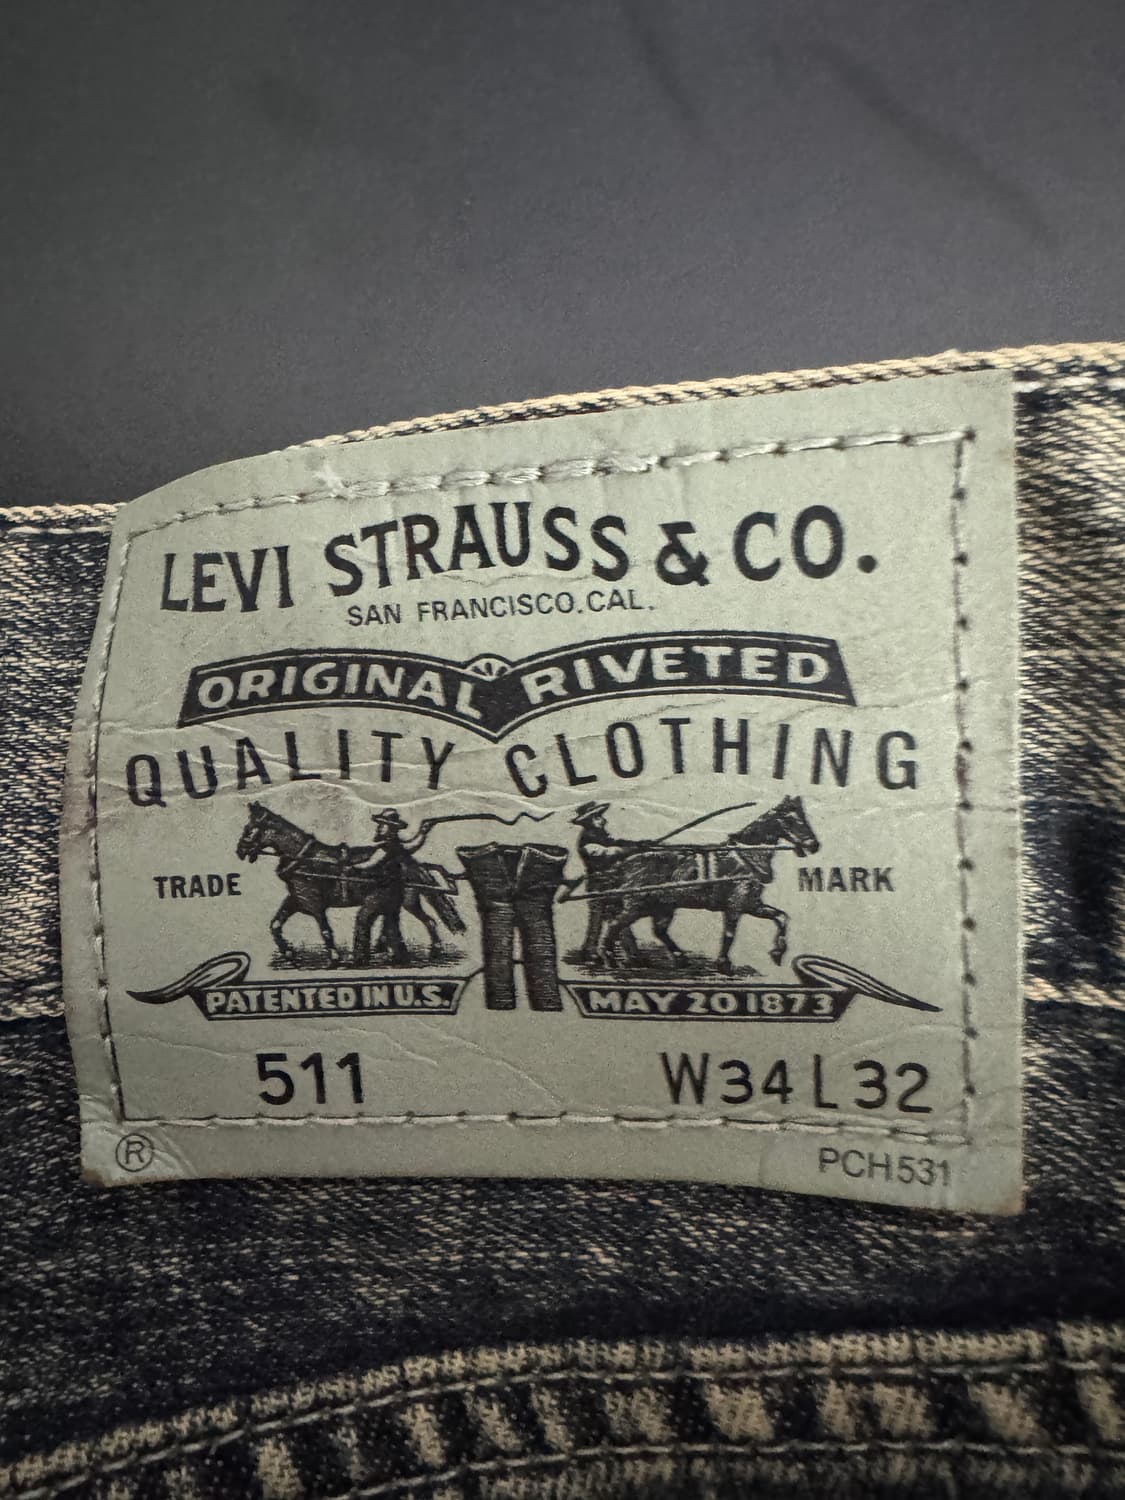 LEVI STRAUSS & CO.
SAN FRANCISCO.CAL.
ORIGINAL RIVETED
QUALITY CLOTHING
TRADE MARK
PATENTED IN U.S. MAY 20 1873
511 W34 L32
® PCH531